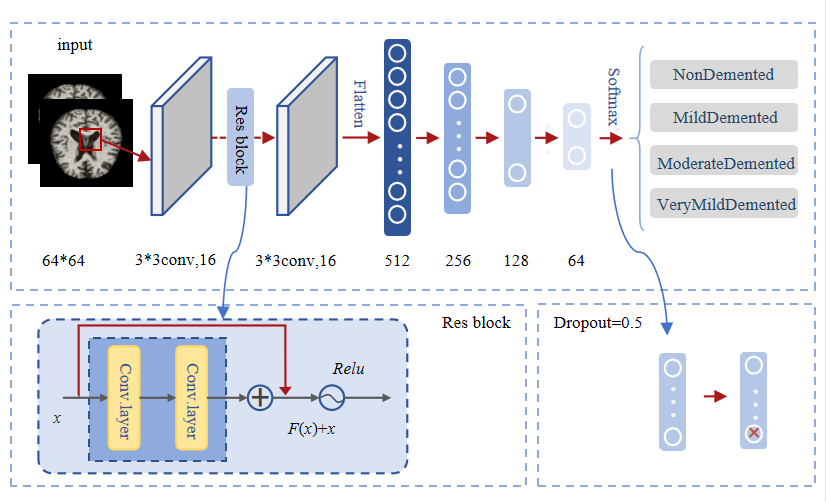 input
Res block
Flatten
Softmax
NonDemented
MildDemented
ModerateDemented
VeryMildDemented
64*64
3*3conv,16
3*3conv,16
512
256
128
64
Res block
Conv.layer
Conv.layer
x
F(x)+x
Relu
Dropout=0.5